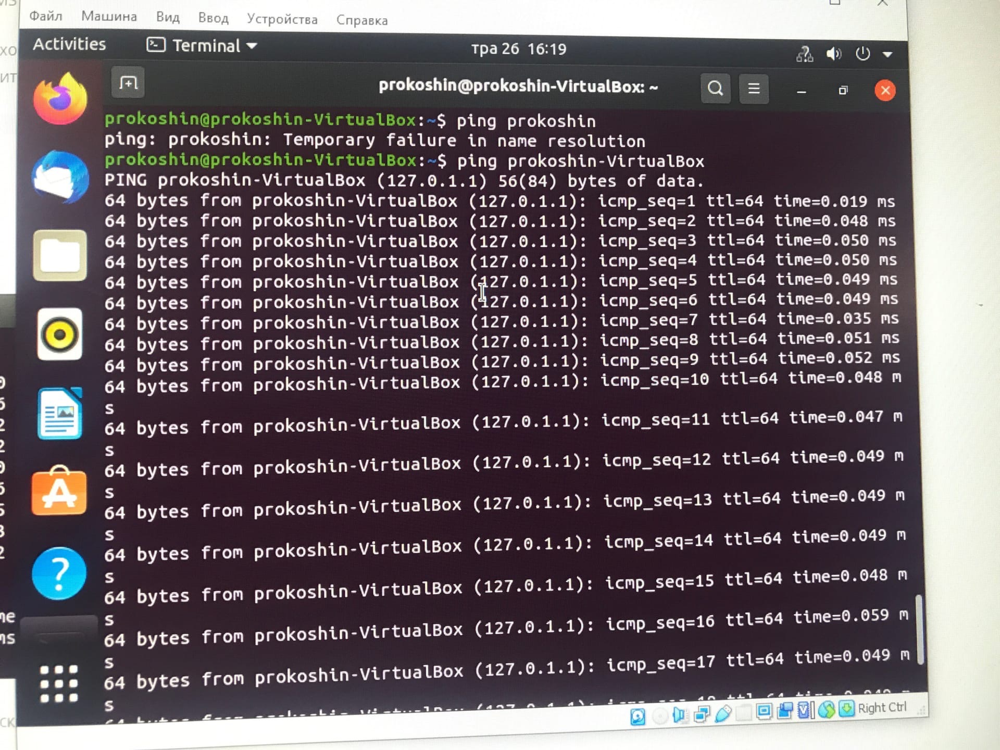 Файл Машина Вид Ввод Устройства Справка
Activities Terminal тра 26 16:19
prokoshin@prokoshin-VirtualBox: ~
prokoshin@prokoshin-VirtualBox:~$ ping prokoshin
ping: prokoshin: Temporary failure in name resolution
prokoshin@prokoshin-VirtualBox:~$ ping prokoshin-VirtualBox
PING prokoshin-VirtualBox (127.0.1.1) 56(84) bytes of data.
64 bytes from prokoshin-VirtualBox (127.0.1.1): icmp_seq=1 ttl=64 time=0.019 ms
64 bytes from prokoshin-VirtualBox (127.0.1.1): icmp_seq=2 ttl=64 time=0.048 ms
64 bytes from prokoshin-VirtualBox (127.0.1.1): icmp_seq=3 ttl=64 time=0.050 ms
64 bytes from prokoshin-VirtualBox (127.0.1.1): icmp_seq=4 ttl=64 time=0.050 ms
64 bytes from prokoshin-VirtualBox (127.0.1.1): icmp_seq=5 ttl=64 time=0.049 ms
64 bytes from prokoshin-VirtualBox (127.0.1.1): icmp_seq=6 ttl=64 time=0.049 ms
64 bytes from prokoshin-VirtualBox (127.0.1.1): icmp_seq=7 ttl=64 time=0.035 ms
64 bytes from prokoshin-VirtualBox (127.0.1.1): icmp_seq=8 ttl=64 time=0.051 ms
64 bytes from prokoshin-VirtualBox (127.0.1.1): icmp_seq=9 ttl=64 time=0.052 ms
64 bytes from prokoshin-VirtualBox (127.0.1.1): icmp_seq=10 ttl=64 time=0.048 m
s
64 bytes from prokoshin-VirtualBox (127.0.1.1): icmp_seq=11 ttl=64 time=0.047 m
s
64 bytes from prokoshin-VirtualBox (127.0.1.1): icmp_seq=12 ttl=64 time=0.049 m
s
64 bytes from prokoshin-VirtualBox (127.0.1.1): icmp_seq=13 ttl=64 time=0.049 m
s
64 bytes from prokoshin-VirtualBox (127.0.1.1): icmp_seq=14 ttl=64 time=0.049 m
s
64 bytes from prokoshin-VirtualBox (127.0.1.1): icmp_seq=15 ttl=64 time=0.048 m
s
64 bytes from prokoshin-VirtualBox (127.0.1.1): icmp_seq=16 ttl=64 time=0.059 m
s
64 bytes from prokoshin-VirtualBox (127.0.1.1): icmp_seq=17 ttl=64 time=0.049 m
s
Right Ctrl